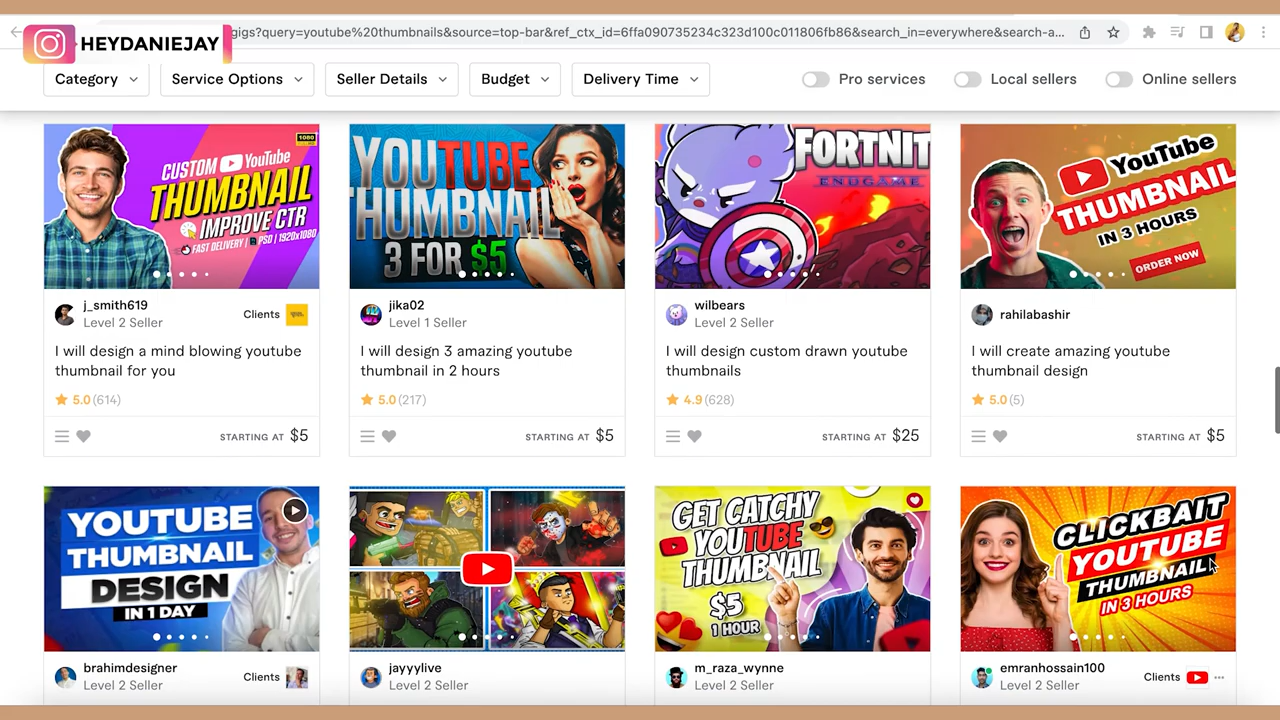 HEYDANIEJAY
gigs?query=youtube%20thumbnails&source=top-bar&ref_ctx_id=6ffa090735234c323d100c011806fb86&search_in=everywhere&search-a...
Category
Service Options
Seller Details
Budget
Delivery Time
Pro services
Local sellers
Online sellers
1080
CUSTOM YouTube
THUMBNAIL
IMPROVE CTR
FAST DELIVERY | PSD | 1920x1080
YOUTUBE
THUMBNAIL
3 FOR $5
FORTNIT
ENDGAME
YouTube
THUMBNAIL
IN 3 HOURS
ORDER NOW
j_smith619
Level 2 Seller
Clients
jika02
Level 1 Seller
wilbears
Level 2 Seller
rahilabashir
I will design a mind blowing youtube
thumbnail for you
I will design 3 amazing youtube
thumbnail in 2 hours
I will design custom drawn youtube
thumbnails
I will create amazing youtube
thumbnail design
5.0 (614)
5.0 (217)
4.9 (628)
5.0 (5)
STARTING AT $5
STARTING AT $5
STARTING AT $25
STARTING AT $5
YOUTUBE
THUMBNAIL
DESIGN
IN 1 DAY
GET CATCHY
YOUTUBE
THUMBNAIL
$5
1 HOUR
CLICKBAIT
YOUTUBE
THUMBNAIL
IN 3 HOURS
brahimdesigner
Level 2 Seller
Clients
jayyylive
Level 2 Seller
m_raza_wynne
Level 2 Seller
emranhossain100
Level 2 Seller
Clients